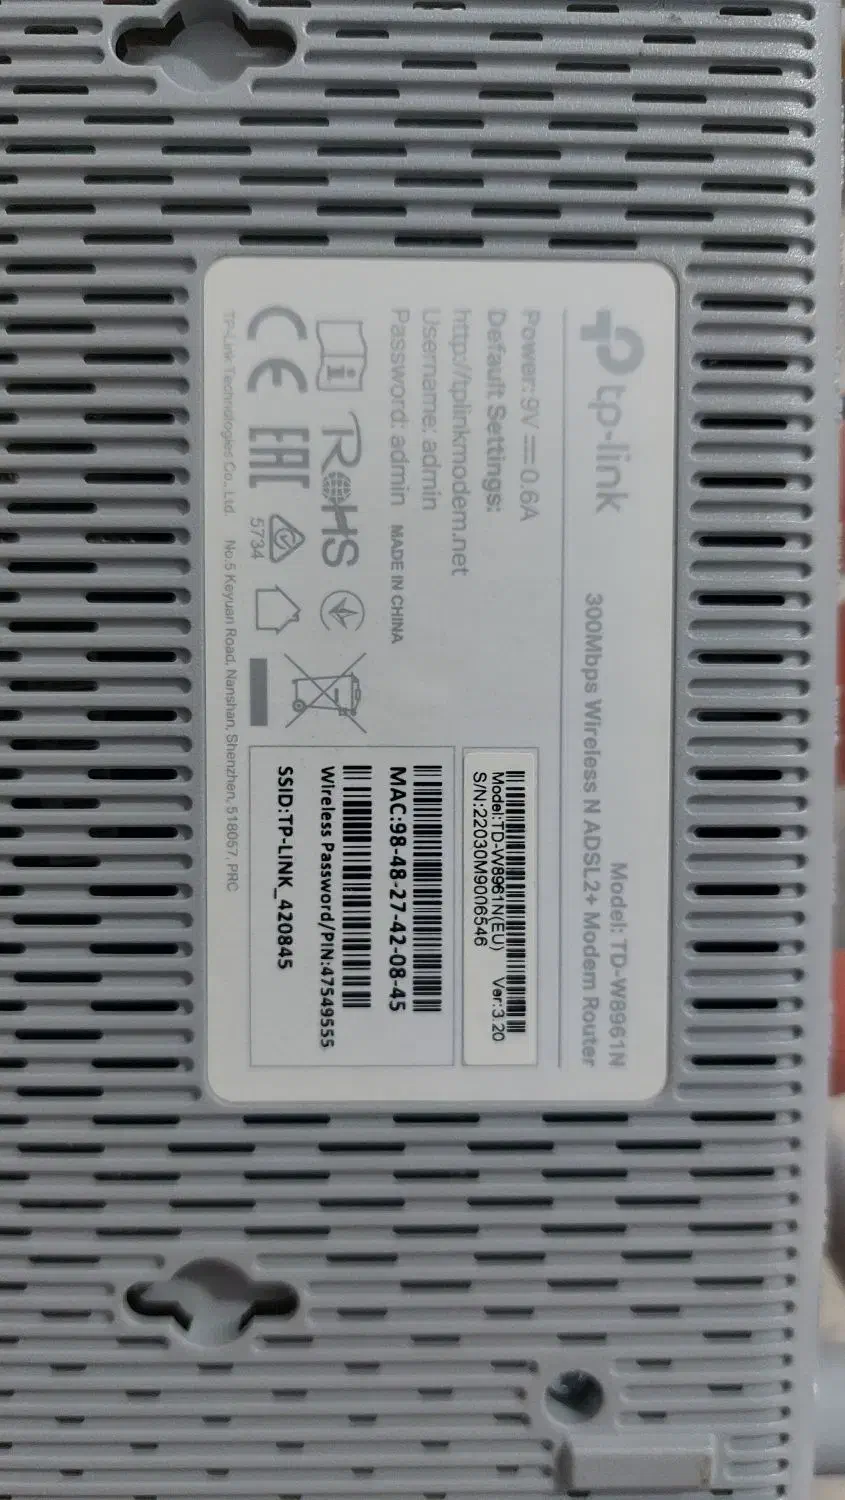 tp-link
Model: TD-W8961N
300Mbps Wireless N ADSL2+ Modem Router
Power: 9V⎓0.6A
Default Settings:
http://tplinkmodem.net
Username: admin
Password: admin
MADE IN CHINA
Model:TD-W8961N(EU) Ver:3.20
S/N:22030M9006546
MAC:98-48-27-42-08-45
Wireless Password/PIN:47549555
SSID:TP-LINK_420845
i
RoHS
CE
EAC
5734
TP-Link Technologies Co., Ltd. No.5 Keyuan Road, Nanshan, Shenzhen, 518057, PRC